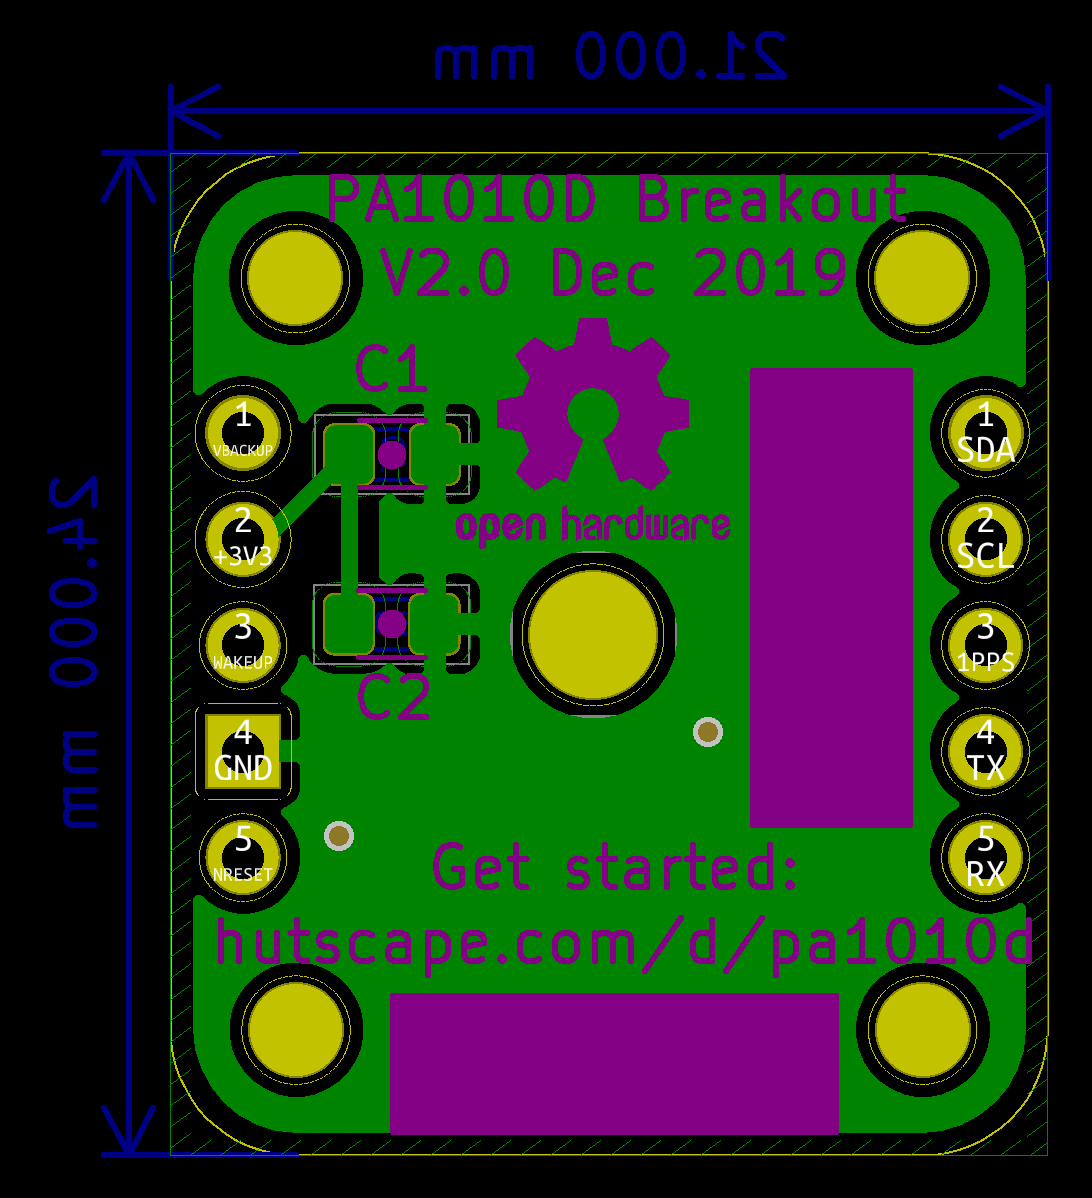 21.000 mm
PA1010D Breakout
V2.0 Dec 2019
C1
1
VBACKUP
1
SDA
open hardware
24.000 mm
2
+3V3
2
SCL
3
WAKEUP
3
1PPS
C2
4
GND
4
TX
5
NRESET
5
RX
Get started:
hutscape.com/d/pa1010d